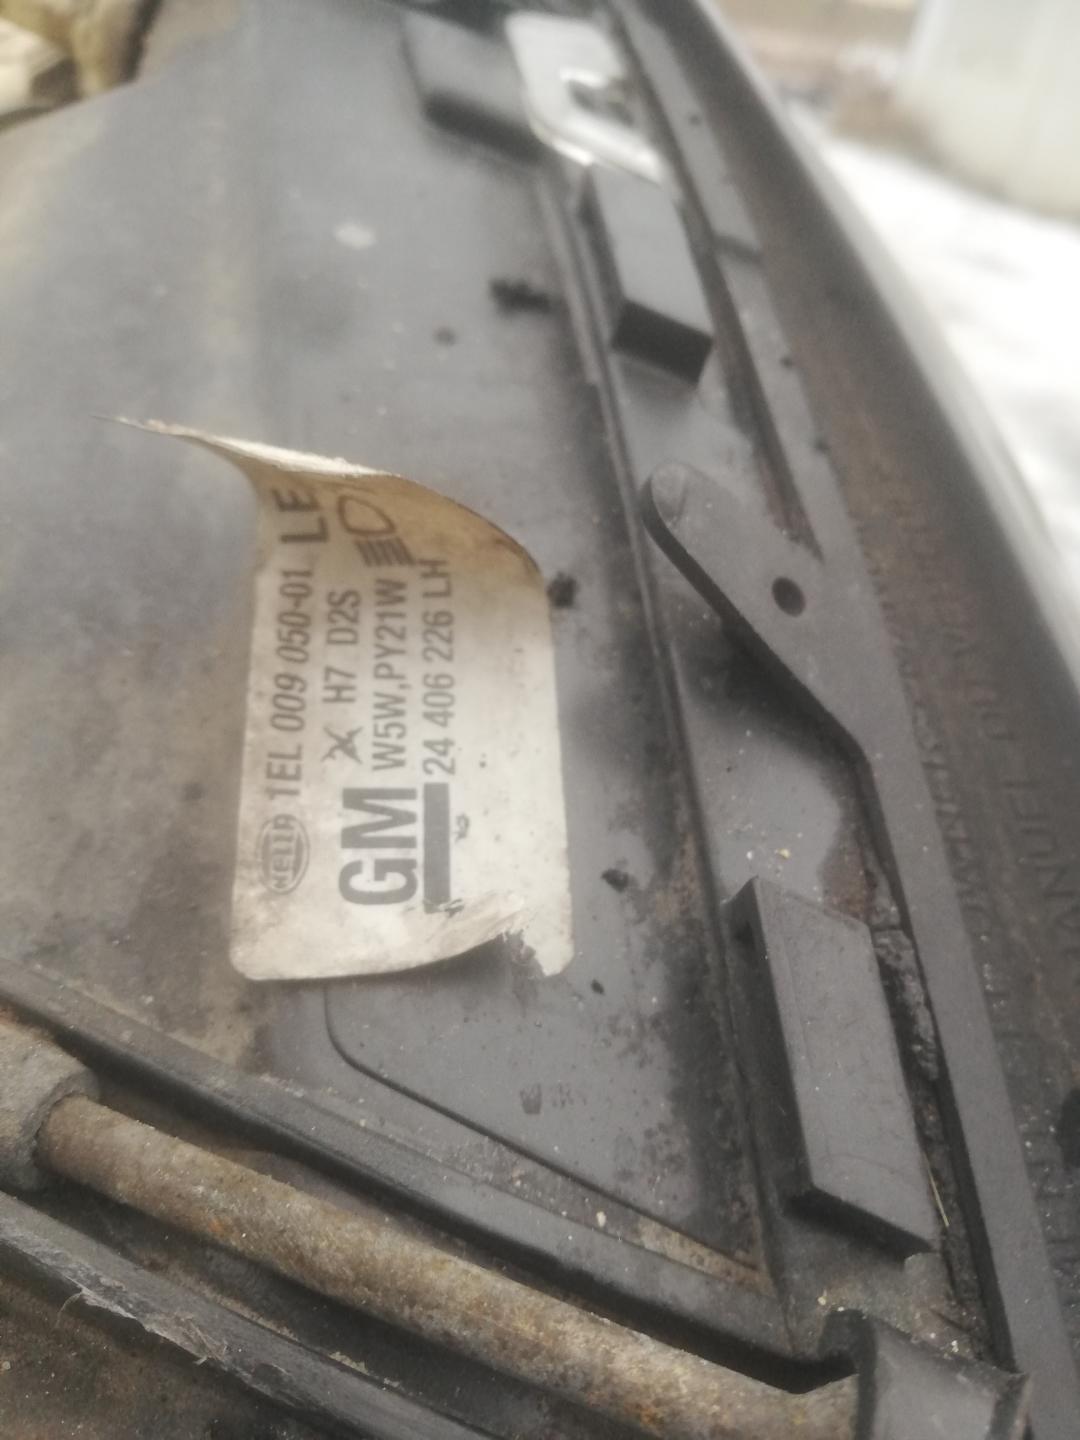 HELLA 1EL 009 050-01 LE
H7 D2S
GM W5W,PY21W
24 406 226 LH